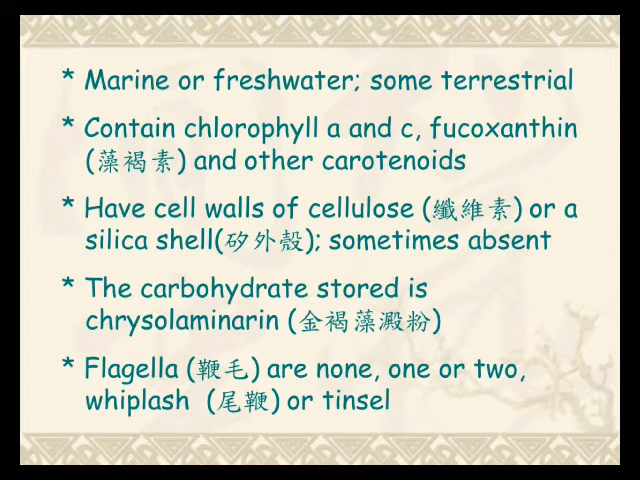 * Marine or freshwater; some terrestrial
* Contain chlorophyll a and c, fucoxanthin
(藻褐素) and other carotenoids
* Have cell walls of cellulose (纖維素) or a
silica shell(矽外殼); sometimes absent
* The carbohydrate stored is
chrysolaminarin (金褐藻澱粉)
* Flagella (鞭毛) are none, one or two,
whiplash (尾鞭) or tinsel